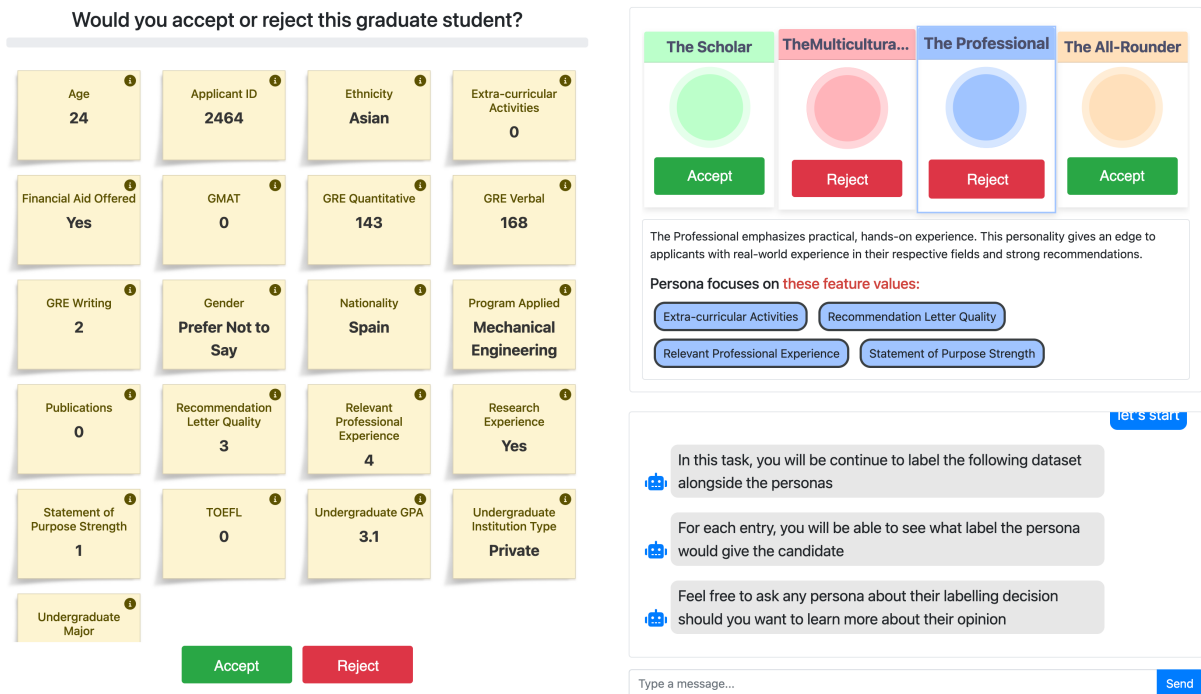 Would you accept or reject this graduate student?
Age
24
Applicant ID
2464
Ethnicity
Asian
Extra-curricular
Activities
0
Financial Aid Offered
Yes
GMAT
0
GRE Quantitative
143
GRE Verbal
168
GRE Writing
2
Gender
Prefer Not to
Say
Nationality
Spain
Program Applied
Mechanical
Engineering
Publications
0
Recommendation
Letter Quality
3
Relevant
Professional
Experience
4
Research
Experience
Yes
Statement of
Purpose Strength
1
TOEFL
0
Undergraduate GPA
3.1
Undergraduate
Institution Type
Private
Undergraduate
Major
Accept
Reject
The Scholar
Accept
TheMulticultura...
Reject
The Professional
Reject
The All-Rounder
Accept
The Professional emphasizes practical, hands-on experience. This personality gives an edge to
applicants with real-world experience in their respective fields and strong recommendations.
Persona focuses on these feature values:
Extra-curricular Activities
Recommendation Letter Quality
Relevant Professional Experience
Statement of Purpose Strength
let's start
In this task, you will be continue to label the following dataset
alongside the personas
For each entry, you will be able to see what label the persona
would give the candidate
Feel free to ask any persona about their labelling decision
should you want to learn more about their opinion
Type a message...
Send